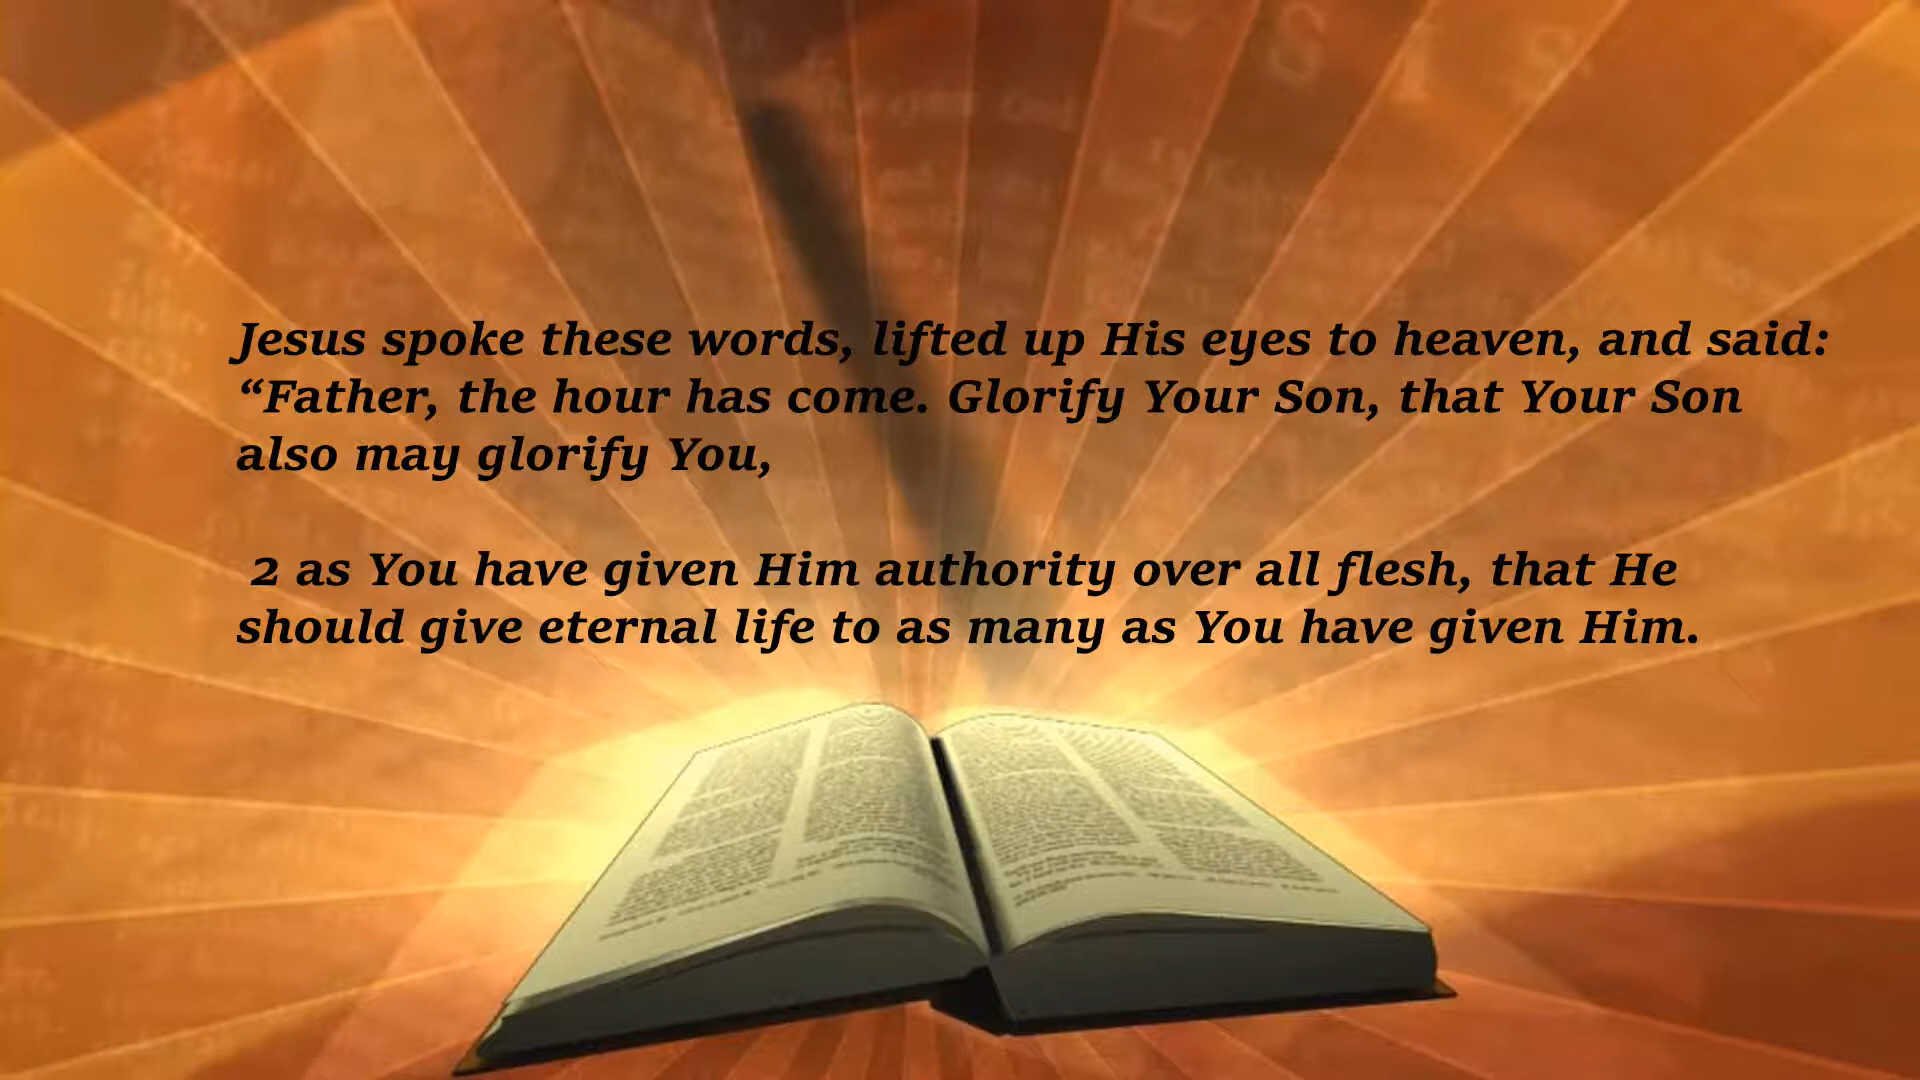 Jesus spoke these words, lifted up His eyes to heaven, and said:
“Father, the hour has come. Glorify Your Son, that Your Son
also may glorify You,
2 as You have given Him authority over all flesh, that He
should give eternal life to as many as You have given Him.